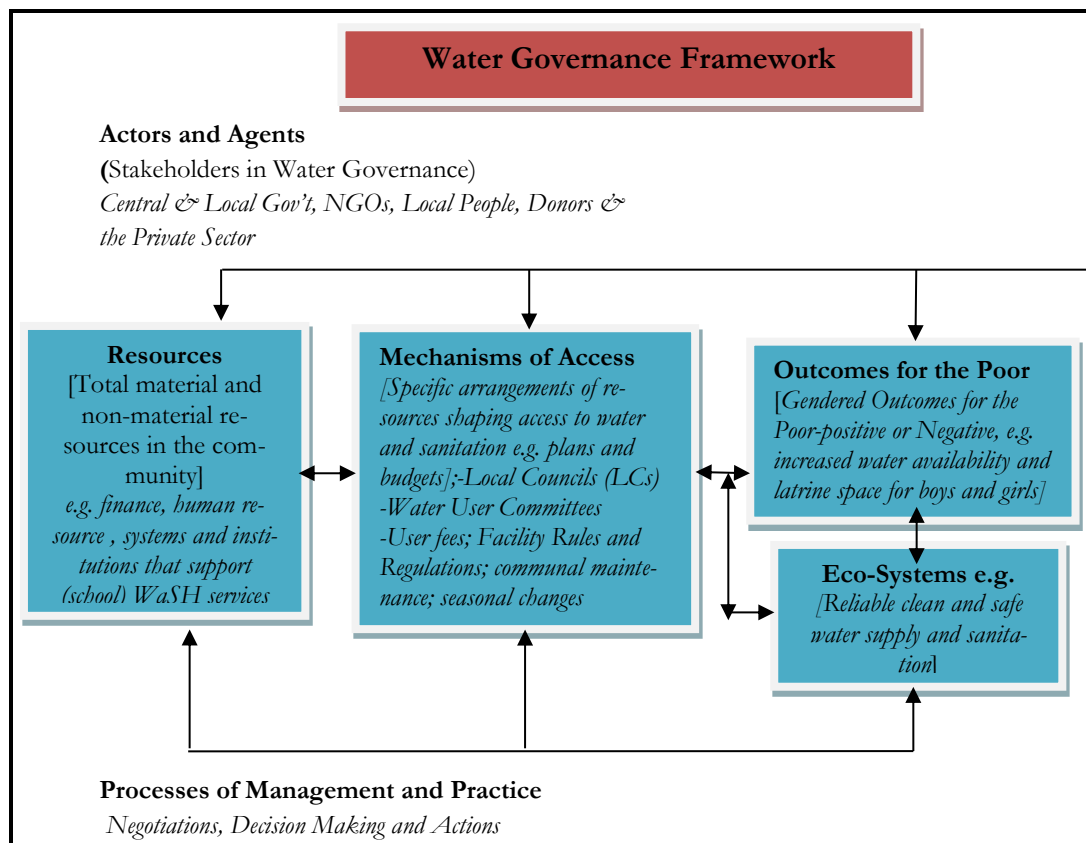 Water Governance Framework
Actors and Agents
(Stakeholders in Water Governance)
Central & Local Gov't, NGOs, Local People, Donors &
the Private Sector
Resources
[Total material and
non-material re-
sources in the com-
munity]
e.g. finance, human re-
source , systems and insti-
tutions that support
(school) WaSH services
Mechanisms of Access
[Specific arrangements of re-
sources shaping access to water
and sanitation e.g. plans and
budgets];-Local Councils (LCs)
-Water User Committees
-User fees; Facility Rules and
Regulations; communal mainte-
nance; seasonal changes
Outcomes for the Poor
[Gendered Outcomes for the
Poor-positive or Negative, e.g.
increased water availability and
latrine space for boys and girls]
Eco-Systems e.g.
[Reliable clean and safe
water supply and sanita-
tion]
Processes of Management and Practice
Negotiations, Decision Making and Actions